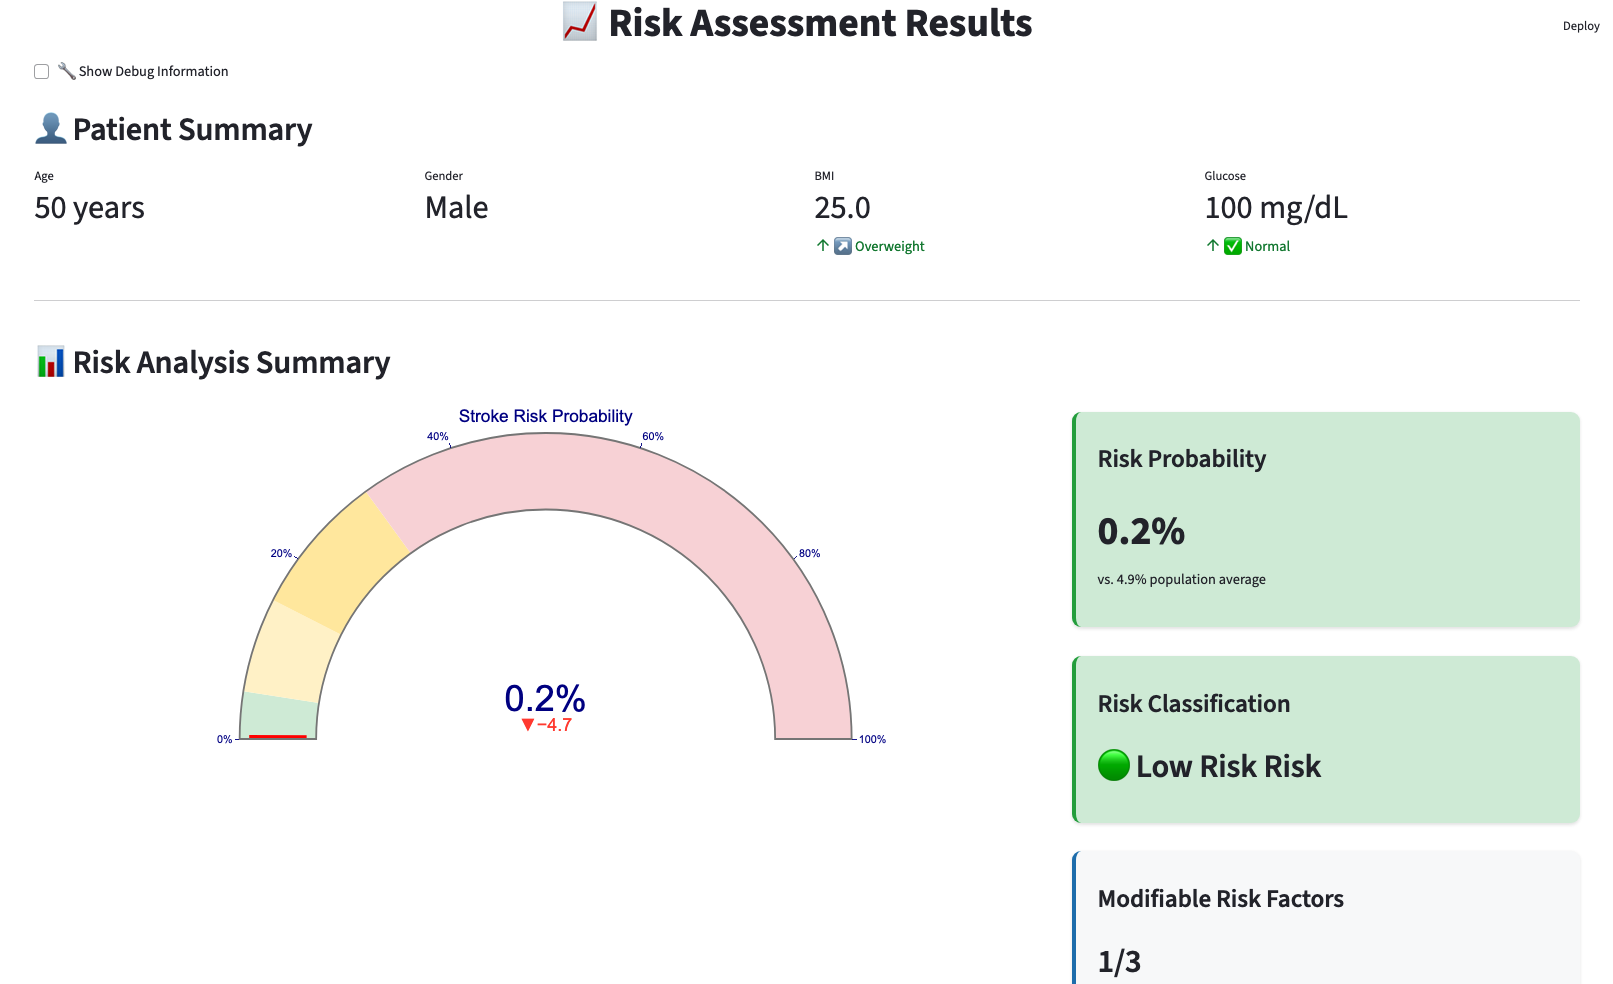 Risk Assessment Results
Deploy
Show Debug Information
Patient Summary
Age
50 years
Gender
Male
BMI
25.0
↑ Overweight
Glucose
100 mg/dL
↑ Normal
Risk Analysis Summary
Stroke Risk Probability
0%
20%
40%
60%
80%
100%
0.2%
▼−4.7
Risk Probability
0.2%
vs. 4.9% population average
Risk Classification
Low Risk Risk
Modifiable Risk Factors
1/3